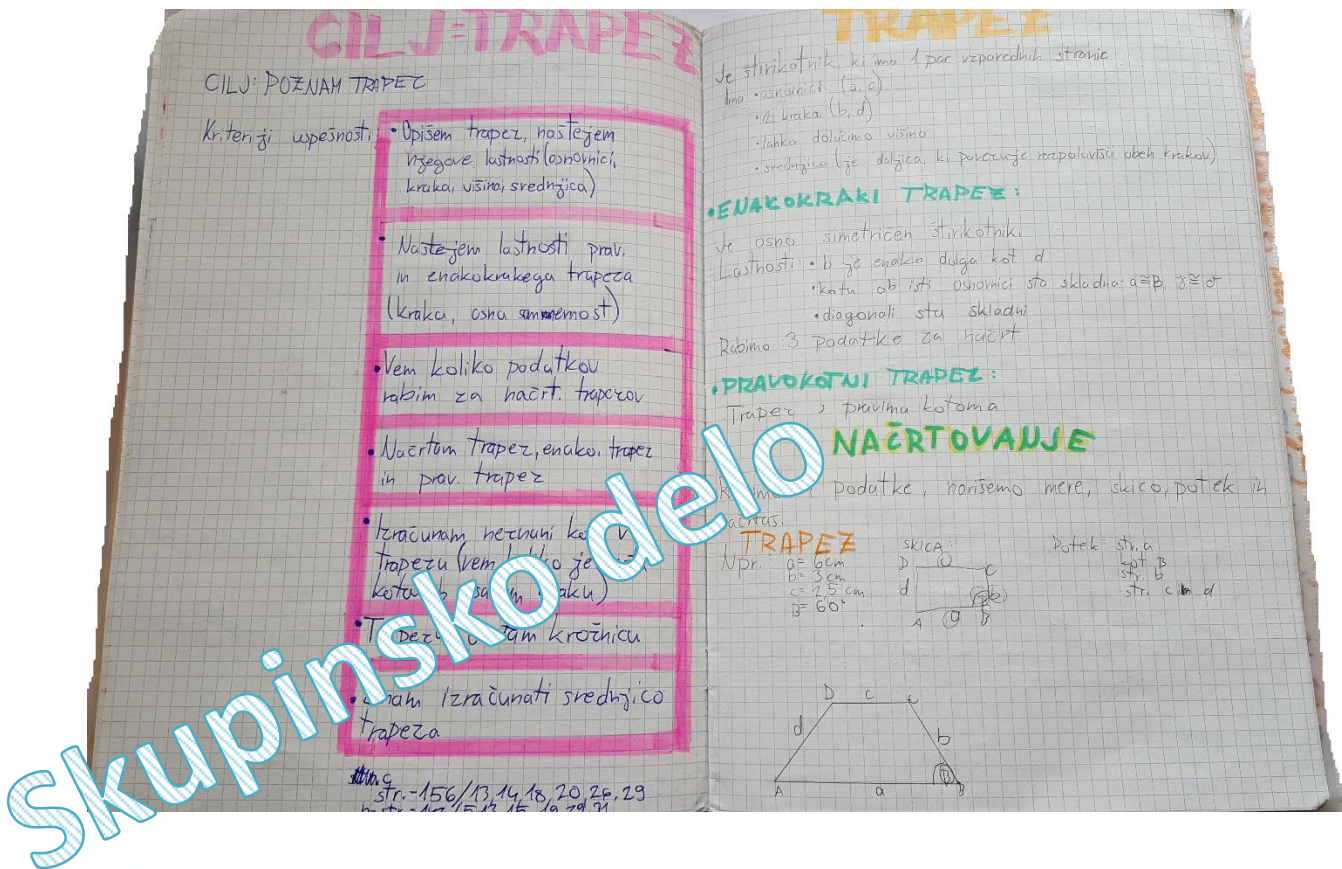 CILJ:TRAPEZ
CILJ: POZNAM TRAPEZ
Kriteriji uspešnosti:
• Opišem trapez, naštejem
njegove lastnosti (osnovnici,
kraka, višina, srednjica)
• Naštejem lastnosti prav.
in enakokrakega trapeza
(kraka, osna
• Vem koliko podatkov
rabim za načrt. trapezov
• Načrtam trapez, enako. trapez
in prav. trapez
• Izračunam neznani
trapezu (vem je
krožnicu
izračunati srednjico
trapeza
str.-156/13,14,18,20,26,29
TRAPEZ
Je štirikotnik, ki ima 1 par vzporednih stranic
Ima • osnovnici (a, c)
• 2 kraka (b, d)
• lahko določimo višino
• srednjica (je daljica, ki povezuje razpolovišči obeh krakov)
• ENAKOKRAKI TRAPEZ:
Je osno simetričen štirikotnik.
Lastnosti: • b je enako dolga kot d
• kota ob isti osnovnici sta skladna: α≅β, γ≅σ
• diagonali sta skladni
Rabimo: 3 podatke za načrt.
• PRAVOKOTNI TRAPEZ:
Trapez s pravima kotoma
NAČRTOVANJE
podatke, narišemo mere, skico, potek in
TRAPEZ
Npr.: a= 6cm
b= 3cm
c= 2,5 cm
B= 60°
SKICA:
D C
d b
B
A a B
Potek: str. a
kot B
str. b
str. c in d
D c C
d b
B
A a B
Skupinsko delo